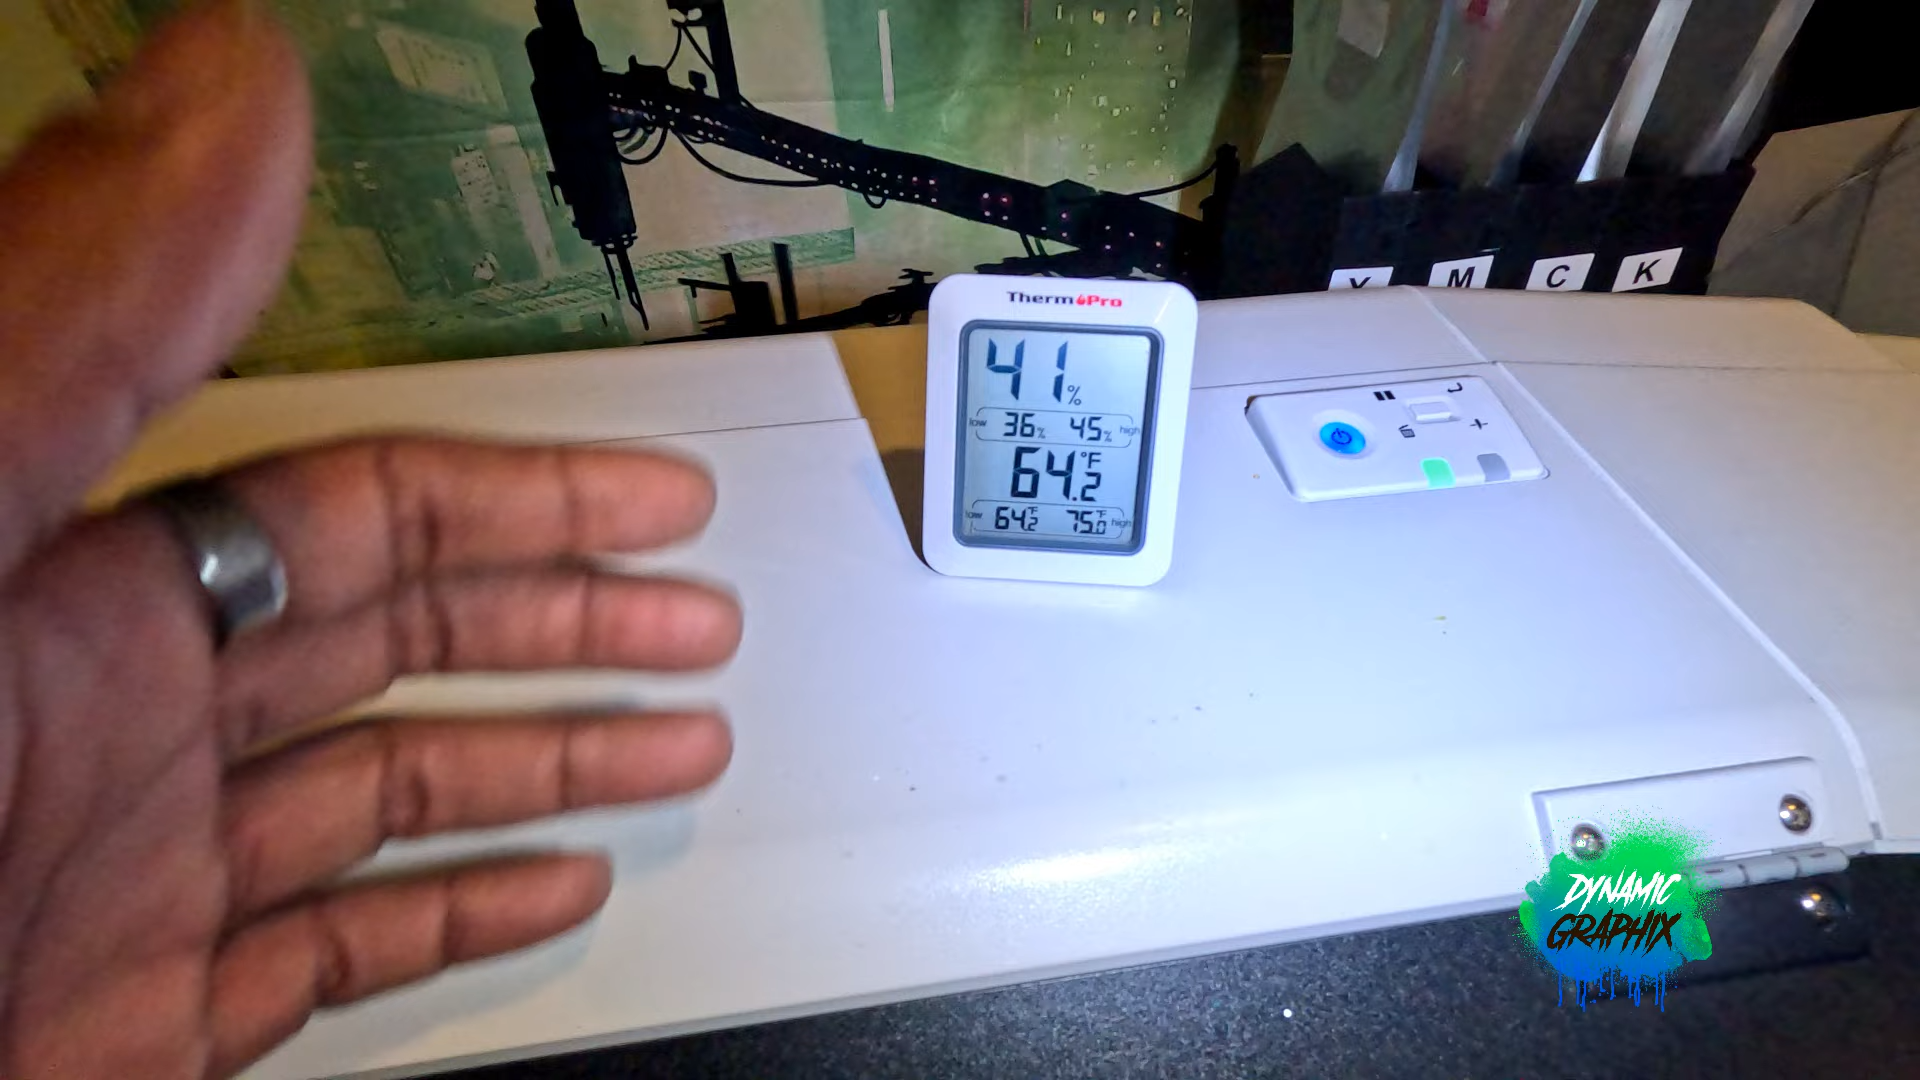 Y M C K
ThermoPro
41%
low 36% 45% high
64.2°F
low 64.2°F 75.0°F high
DYNAMIC
GRAPHIX